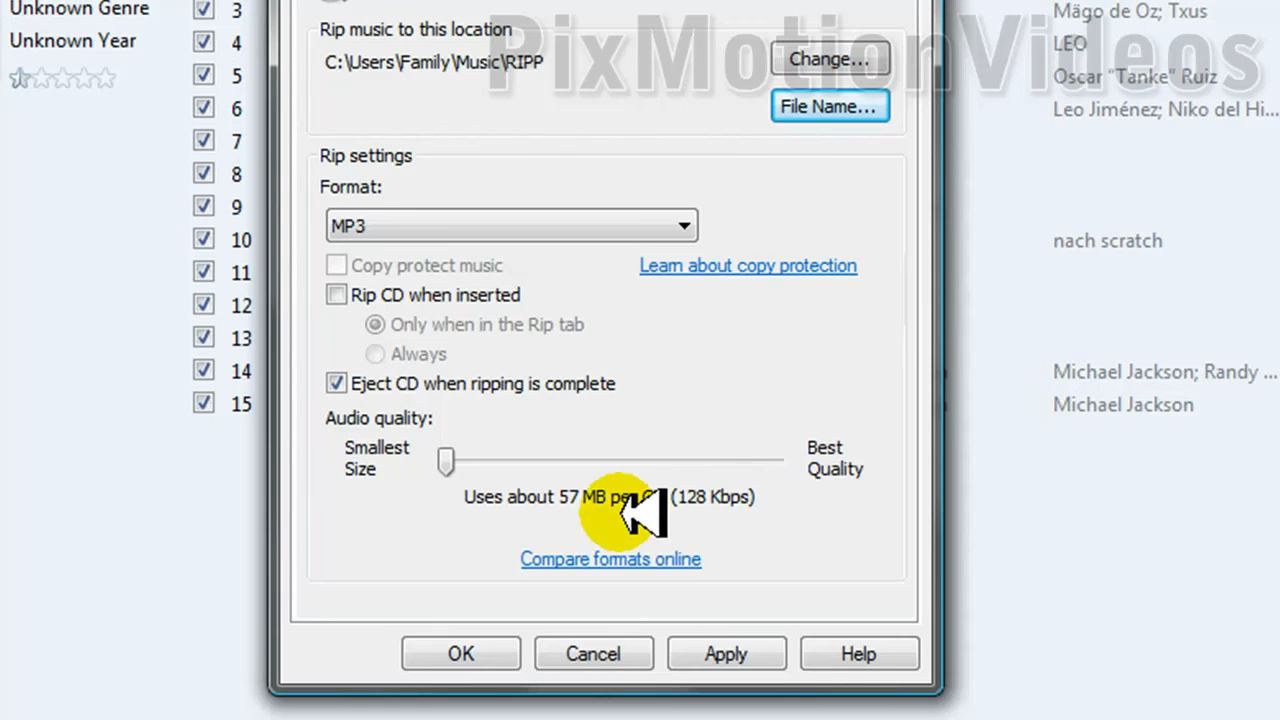 PixMotionVideos
Unknown Genre
Unknown Year
3
4
5
6
7
8
9
10
11
12
13
14
15
Rip music to this location
C:\Users\Family\Music\RIPP
Change...
File Name...
Rip settings
Format:
MP3
Copy protect music
Learn about copy protection
Rip CD when inserted
Only when in the Rip tab
Always
Eject CD when ripping is complete
Audio quality:
Smallest
Size
Best
Quality
Uses about 57 MB per (128 Kbps)
Compare formats online
OK
Cancel
Apply
Help
Mägo de Oz; Txus
LEO
Oscar “Tanke” Ruiz
Leo Jiménez; Niko del Hi...
nach scratch
Michael Jackson; Randy ...
Michael Jackson